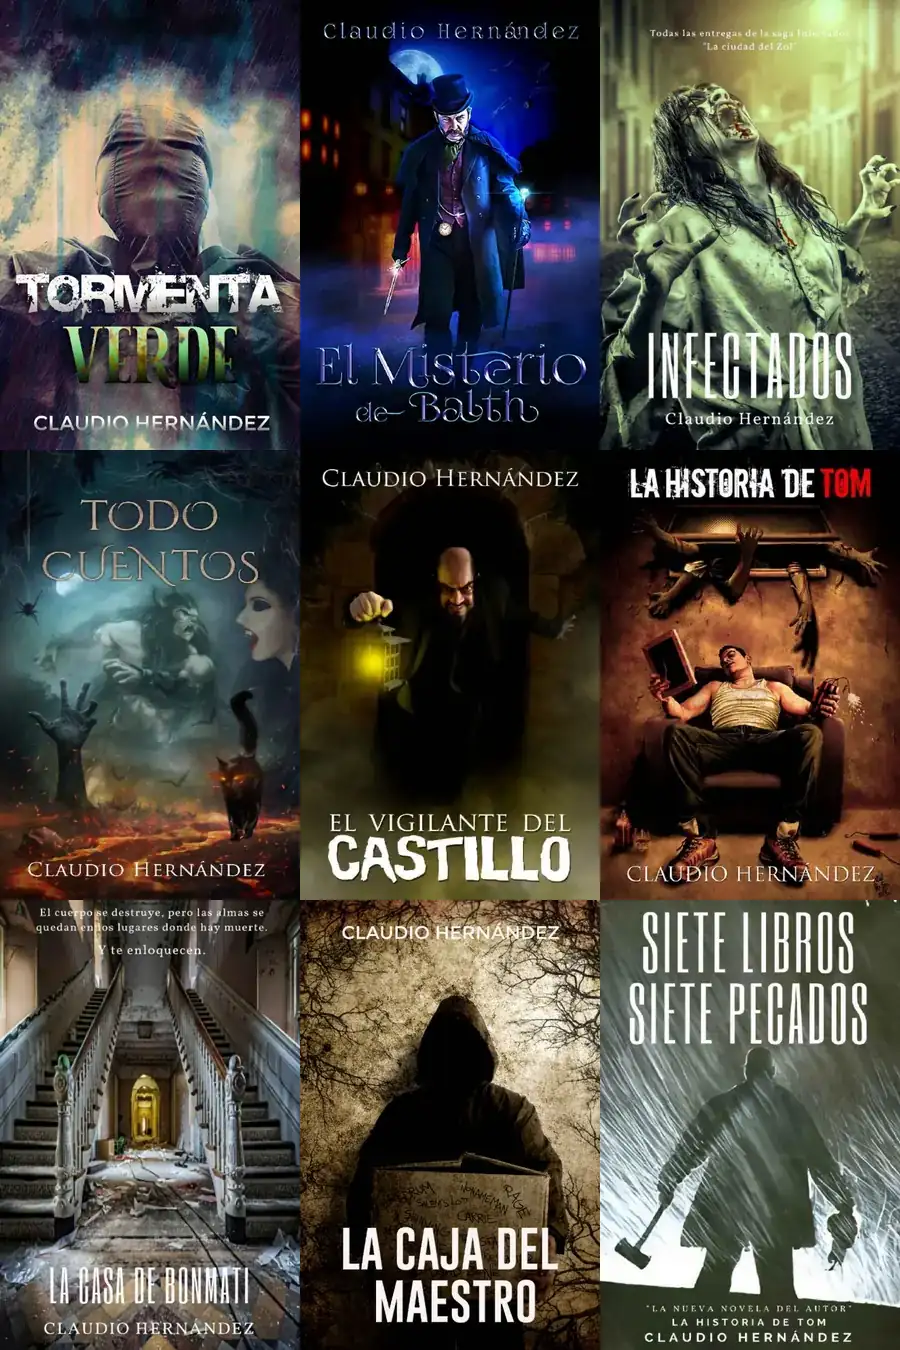 TORMENTA
VERDE
CLAUDIO HERNÁNDEZ
Claudio Hernández
El Misterio
de Balth
Todas las entregas de la saga Infectados
"La ciudad del Zol"
INFECTADOS
Claudio Hernández
TODO
CUENTOS
CLAUDIO HERNÁNDEZ
CLAUDIO HERNÁNDEZ
EL VIGILANTE DEL
CASTILLO
LA HISTORIA DE TOM
CLAUDIO HERNÁNDEZ
El cuerpo se destruye, pero las almas se
quedan en los lugares donde hay muerte.
Y te enloquecen.
LA CASA DE BONMATI
CLAUDIO HERNÁNDEZ
CLAUDIO HERNÁNDEZ
CARRIE
LA CAJA DEL
MAESTRO
SIETE LIBROS
SIETE PECADOS
"LA NUEVA NOVELA DEL AUTOR"
LA HISTORIA DE TOM
CLAUDIO HERNÁNDEZ